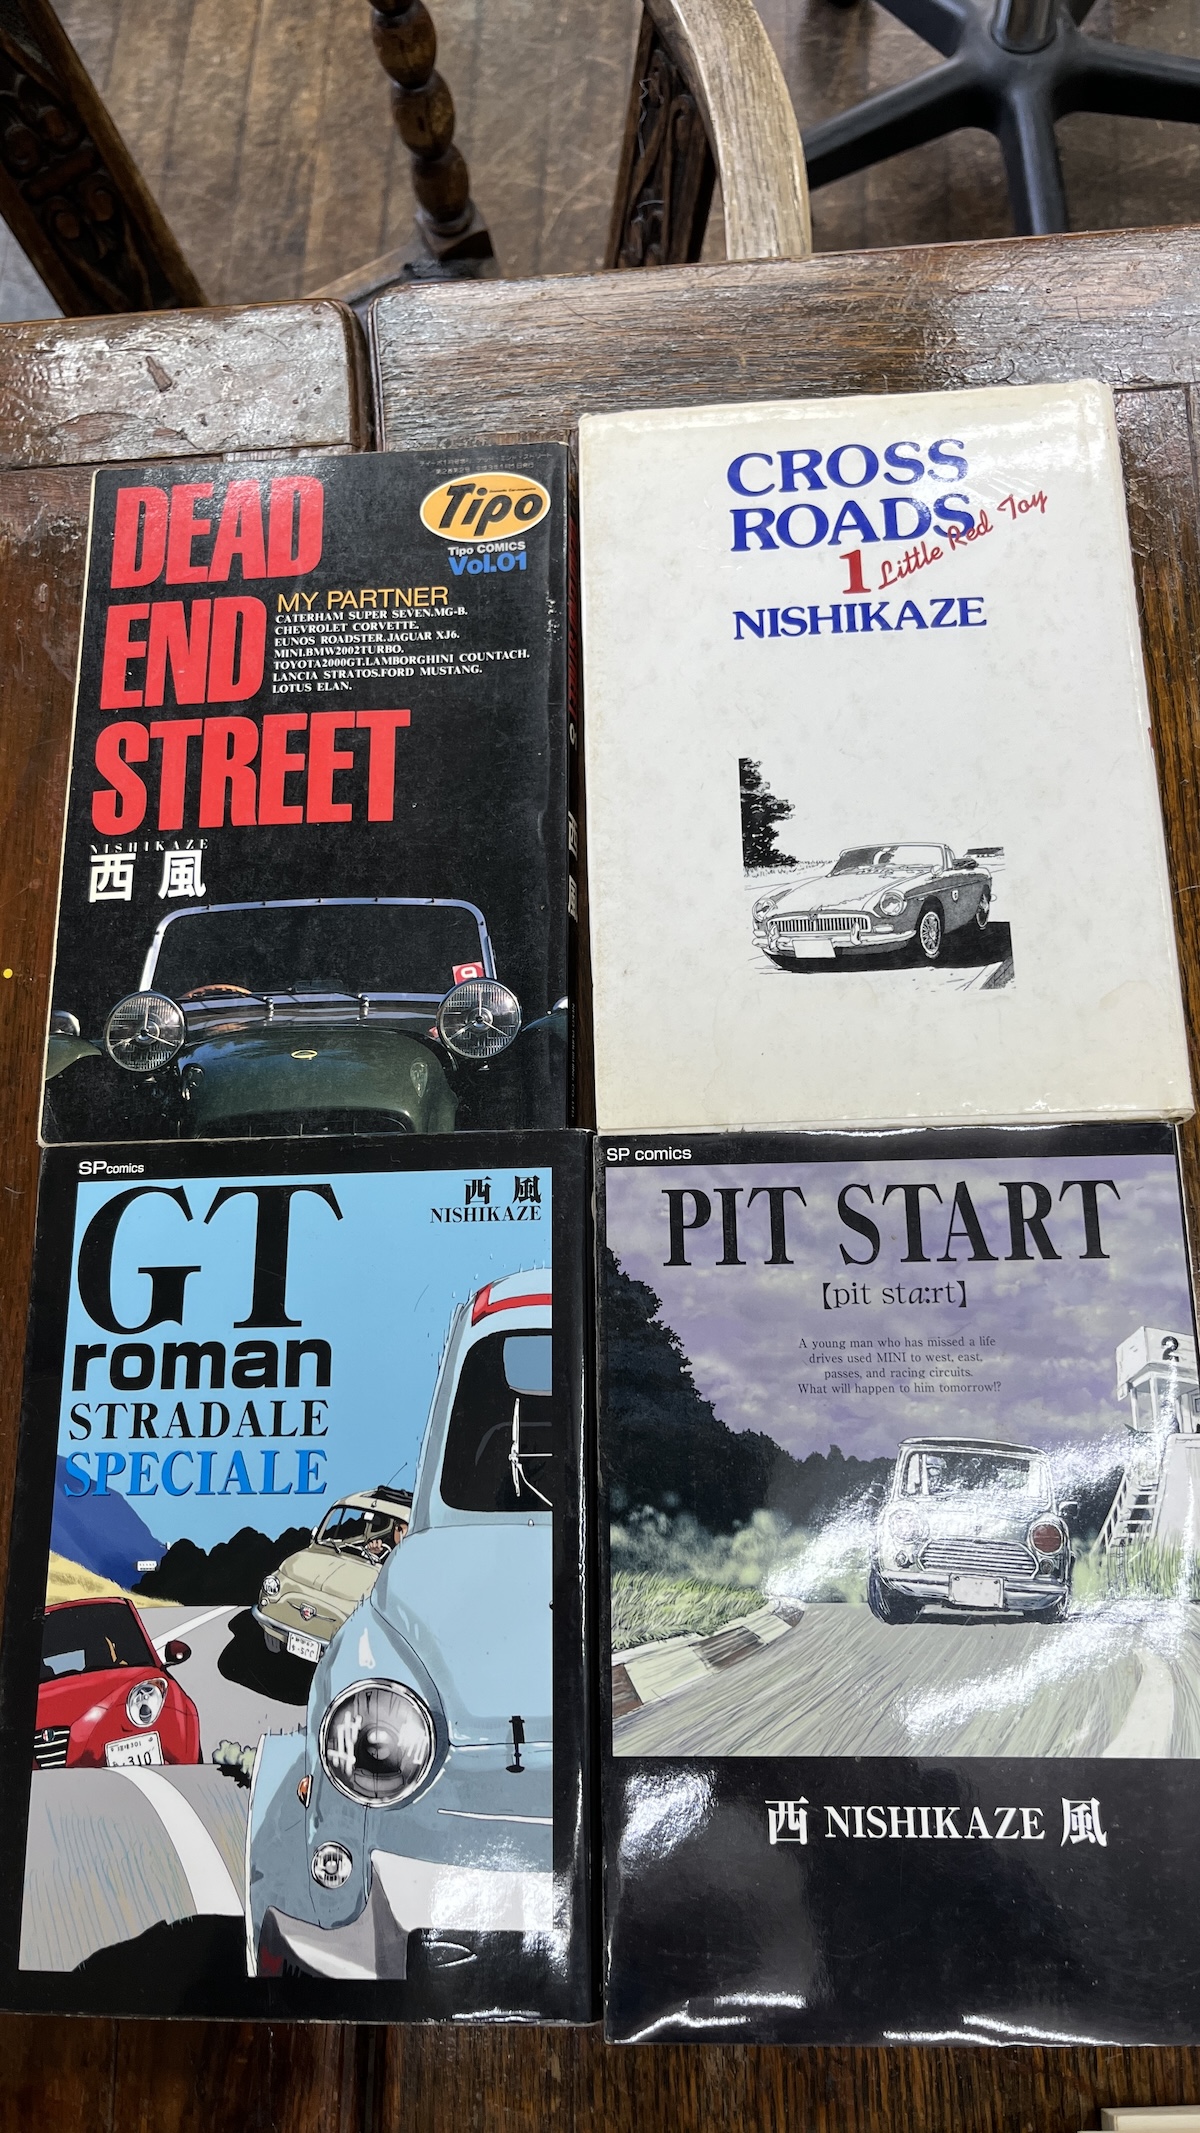 DEAD
END
STREET
Tipo
Tipo COMICS
Vol.01
MY PARTNER
CATERHAM SUPER SEVEN.MG-B.
CHEVROLET CORVETTE.
EUNOS ROADSTER.JAGUAR XJ6.
MINI.BMW2002TURBO.
TOYOTA2000GT.LAMBORGHINI COUNTACH.
LANCIA STRATOS.FORD MUSTANG.
LOTUS ELAN.
NISHIKAZE
西風
CROSS
ROADS
1 Little Red Toy
NISHIKAZE
SPcomics
GT
roman
STRADALE
SPECIALE
西風
NISHIKAZE
310
SP comics
PIT START
【pit sta:rt】
A young man who has missed a life
drives used MINI to west, east,
passes, and racing circuits.
What will happen to him tomorrow!?
2
西 NISHIKAZE 風